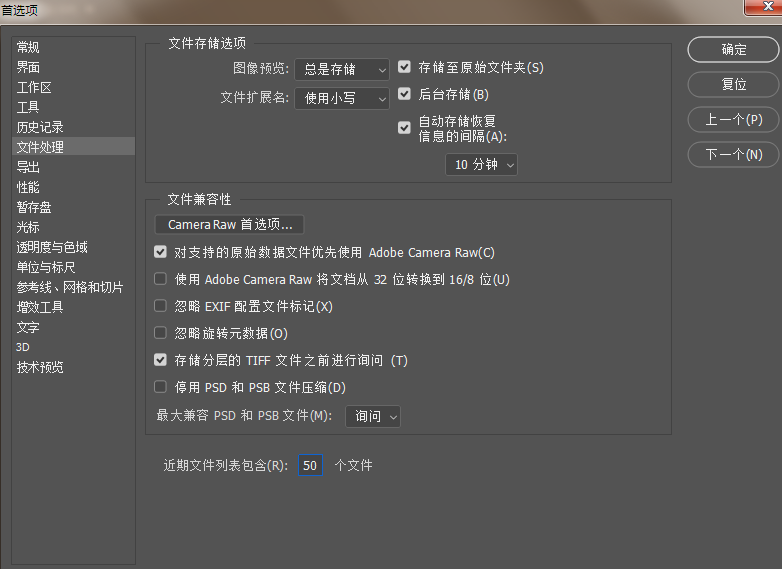 首选项
常规
界面
工作区
工具
历史记录
文件处理
导出
性能
暂存盘
光标
透明度与色域
单位与标尺
参考线、网格和切片
增效工具
文字
3D
技术预览
文件存储选项
图像预览: 总是存储
文件扩展名: 使用小写
存储至原始文件夹(S)
后台存储(B)
自动存储恢复
信息的间隔(A):
10 分钟
文件兼容性
Camera Raw 首选项...
对支持的原始数据文件优先使用 Adobe Camera Raw(C)
使用 Adobe Camera Raw 将文档从 32 位转换到 16/8 位(U)
忽略 EXIF 配置文件标记(X)
忽略旋转元数据(O)
存储分层的 TIFF 文件之前进行询问 (T)
停用 PSD 和 PSB 文件压缩(D)
最大兼容 PSD 和 PSB 文件(M): 询问
近期文件列表包含(R): 50 个文件
确定
复位
上一个(P)
下一个(N)